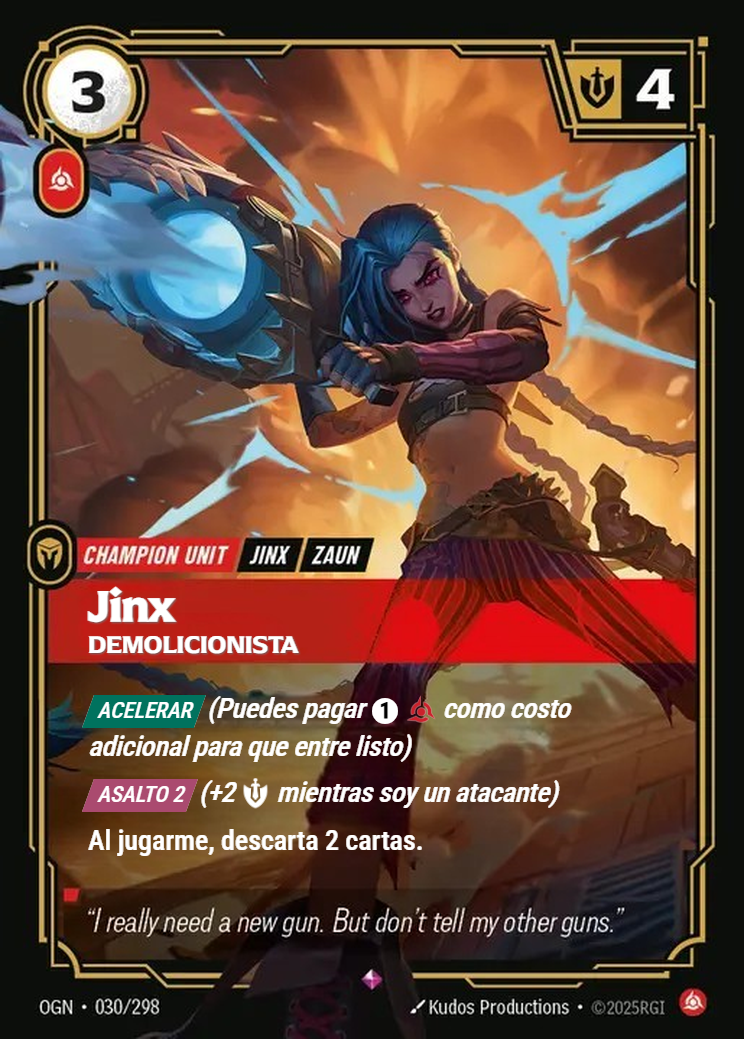 3
4
CHAMPION UNIT JINX ZAUN
Jinx
DEMOLICIONISTA
ACELERAR (Puedes pagar 1 como costo
adicional para que entre listo)
ASALTO 2 (+2 mientras soy un atacante)
Al jugarme, descarta 2 cartas.
“I really need a new gun. But don’t tell my other guns.”
OGN • 030/298
Kudos Productions • ©2025RGI